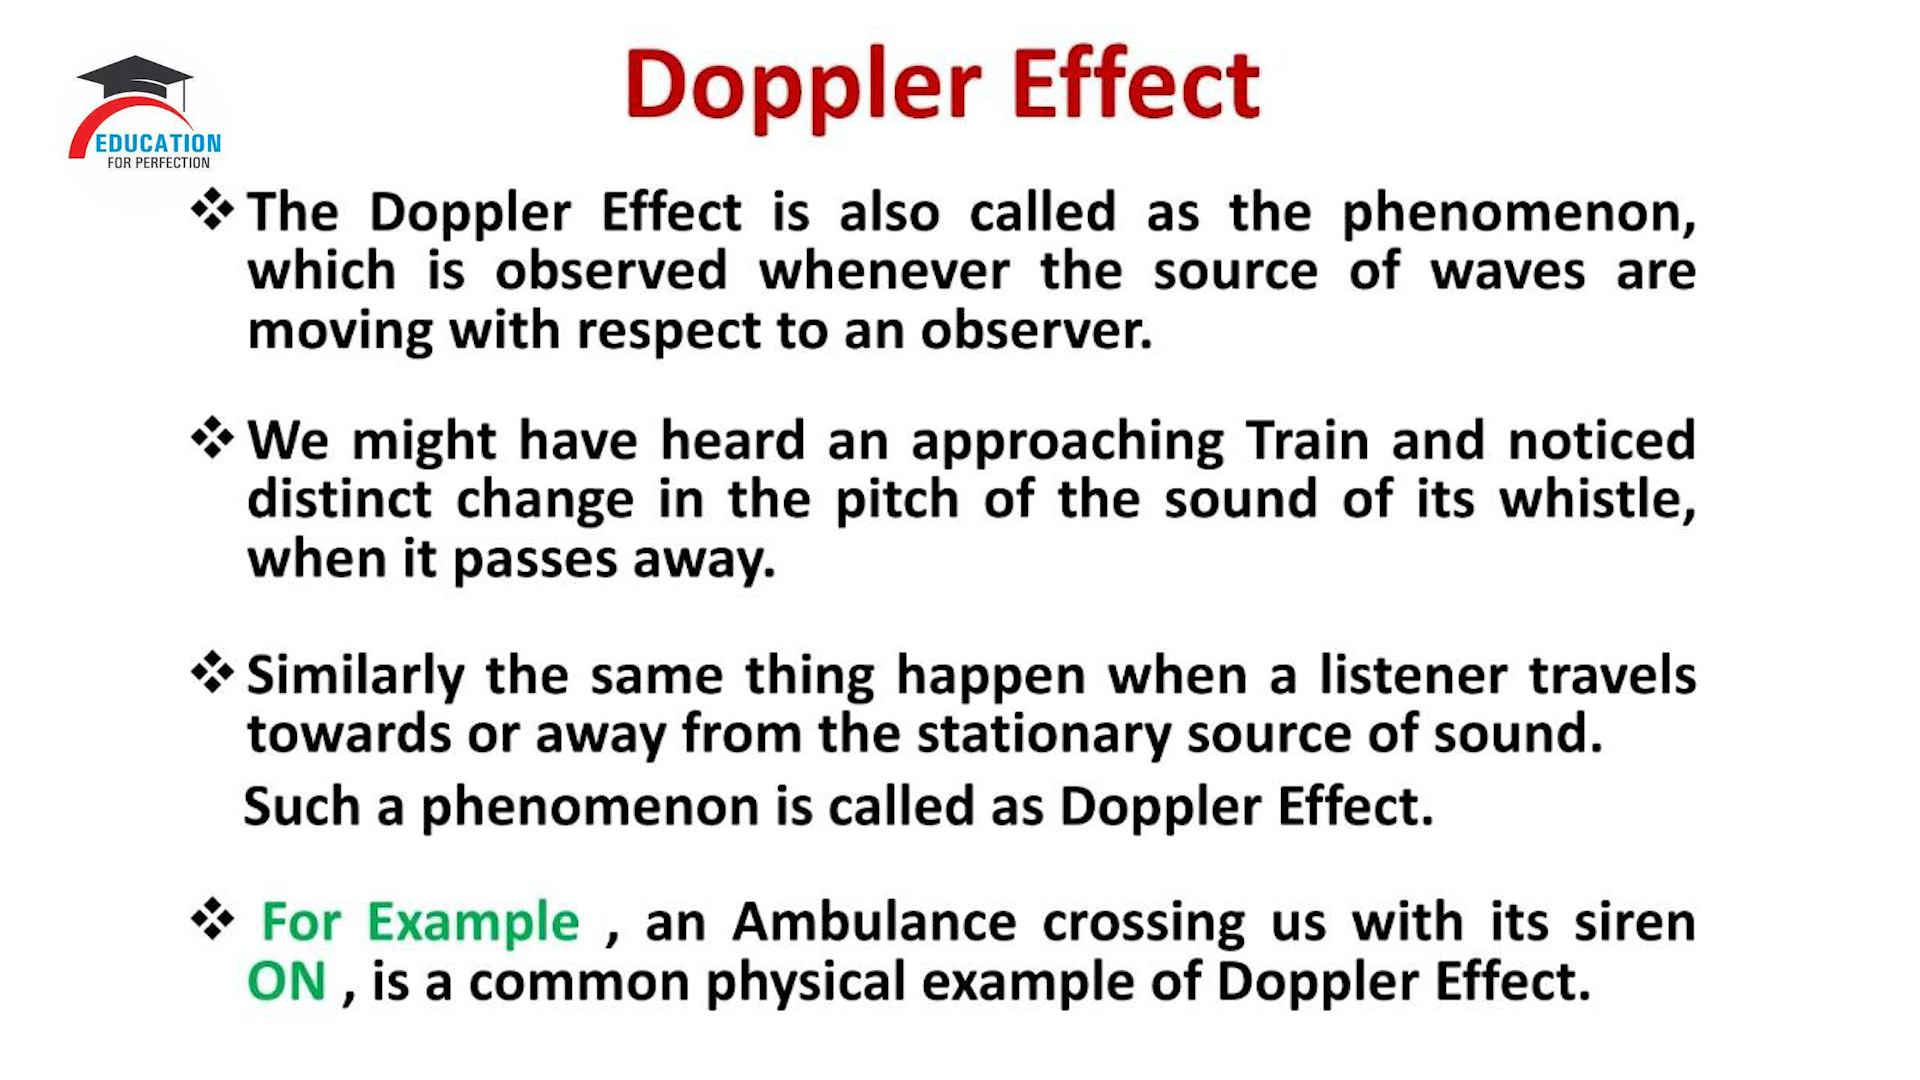 Doppler Effect
EDUCATION
FOR PERFECTION
❖ The Doppler Effect is also called as the phenomenon,
which is observed whenever the source of waves are
moving with respect to an observer.
❖ We might have heard an approaching Train and noticed
distinct change in the pitch of the sound of its whistle,
when it passes away.
❖ Similarly the same thing happen when a listener travels
towards or away from the stationary source of sound.
Such a phenomenon is called as Doppler Effect.
❖ For Example , an Ambulance crossing us with its siren
ON , is a common physical example of Doppler Effect.